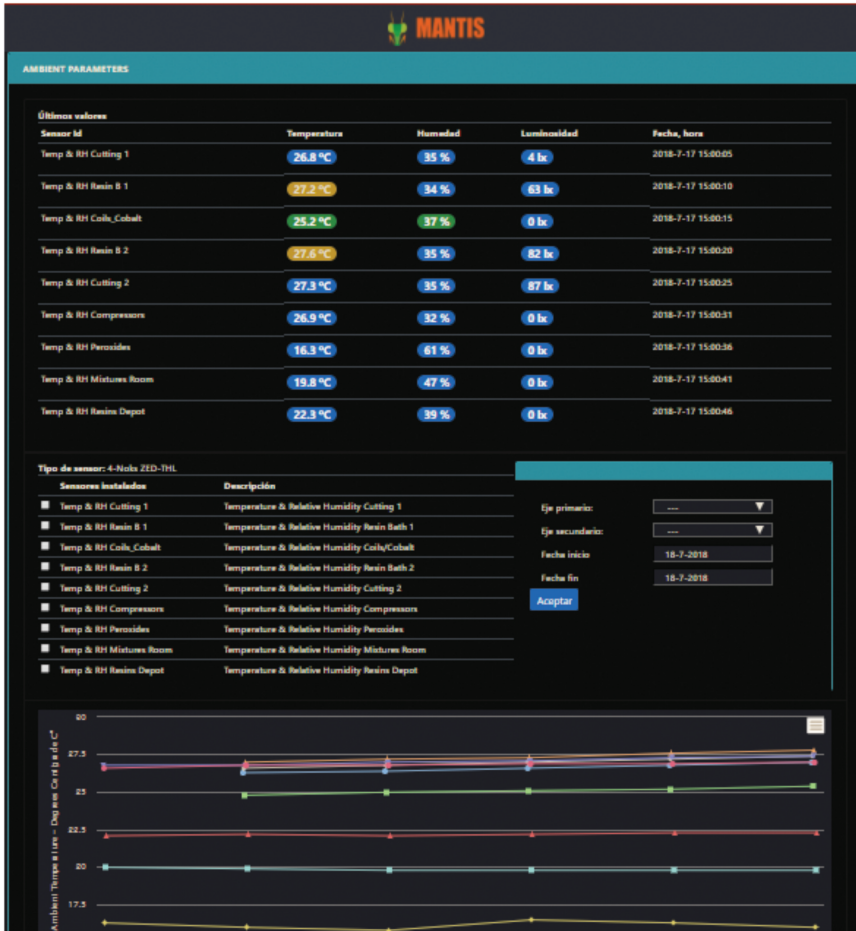 MANTIS
AMBIENT PARAMETERS
Últimos valores
Sensor Id Temperatura Humedad Luminosidad Fecha, hora
Temp & RH Cutting 1 26.8 ºC 35 % 4 lx 2018-7-17 15:00:05
Temp & RH Resin B 1 27.2 ºC 34 % 63 lx 2018-7-17 15:00:10
Temp & RH Coils_Cobalt 25.2 ºC 37 % 0 lx 2018-7-17 15:00:15
Temp & RH Resin B 2 27.6 ºC 35 % 82 lx 2018-7-17 15:00:20
Temp & RH Cutting 2 27.3 ºC 35 % 87 lx 2018-7-17 15:00:25
Temp & RH Compressors 26.9 ºC 32 % 0 lx 2018-7-17 15:00:31
Temp & RH Peroxides 16.3 ºC 61 % 0 lx 2018-7-17 15:00:36
Temp & RH Mixtures Room 19.8 ºC 47 % 0 lx 2018-7-17 15:00:41
Temp & RH Resins Depot 22.3 ºC 39 % 0 lx 2018-7-17 15:00:46
Tipo de sensor: 4-Noks ZED-THL
Sensores instalados Descripción
Temp & RH Cutting 1 Temperature & Relative Humidity Cutting 1
Temp & RH Resin B 1 Temperature & Relative Humidity Resin Bath 1
Temp & RH Coils_Cobalt Temperature & Relative Humidity Coils/Cobalt
Temp & RH Resin B 2 Temperature & Relative Humidity Resin Bath 2
Temp & RH Cutting 2 Temperature & Relative Humidity Cutting 2
Temp & RH Compressors Temperature & Relative Humidity Compressors
Temp & RH Peroxides Temperature & Relative Humidity Peroxides
Temp & RH Mixtures Room Temperature & Relative Humidity Mixtures Room
Temp & RH Resins Depot Temperature & Relative Humidity Resins Depot
Eje primario: ---
Eje secundario: ---
Fecha inicio 18-7-2018
Fecha fin 18-7-2018
Aceptar
27.5
25
22.5
20
17.5
Ambient Temperature - Degrees